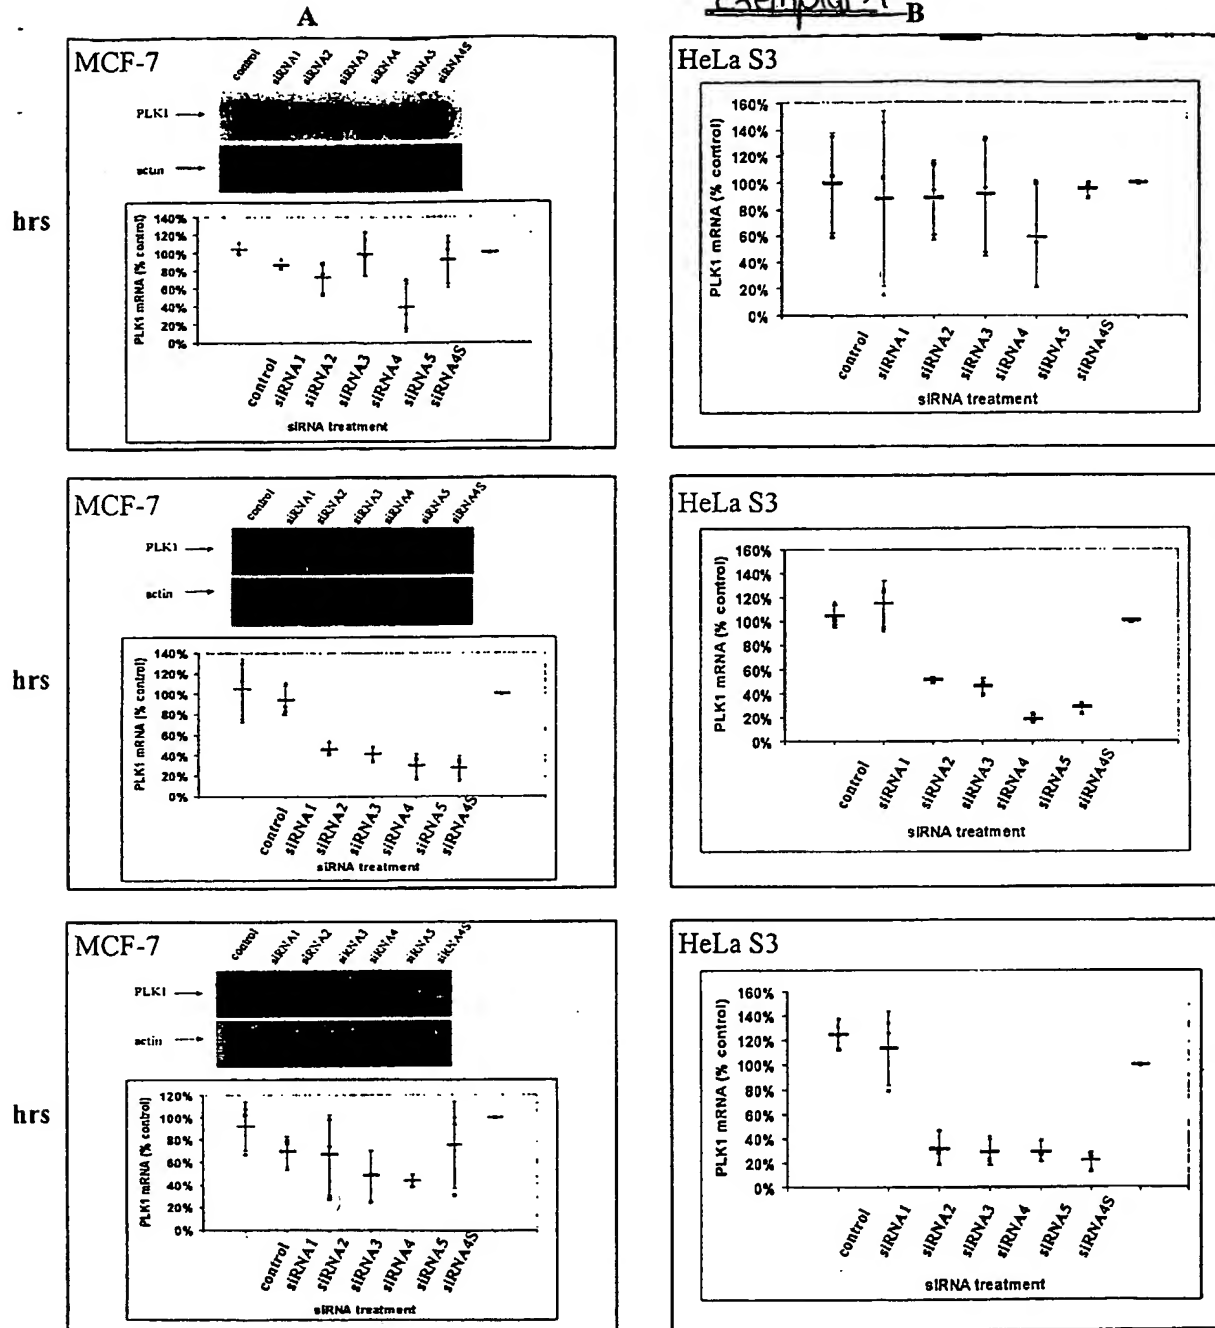 Exemplar A
A
B
MCF-7
control siRNA1 siRNA2 siRNA3 siRNA4 siRNA5 siRNA4S
PLK1
actin
hrs
PLK1 mRNA (% control)
140%
120%
100%
80%
60%
40%
20%
0%
control siRNA1 siRNA2 siRNA3 siRNA4 siRNA5 siRNA4S
siRNA treatment
HeLa S3
PLK1 mRNA (% control)
160%
140%
120%
100%
80%
60%
40%
20%
0%
control siRNA1 siRNA2 siRNA3 siRNA4 siRNA5 siRNA4S
siRNA treatment
MCF-7
control siRNA1 siRNA2 siRNA3 siRNA4 siRNA5 siRNA4S
PLK1
actin
hrs
PLK1 mRNA (% control)
140%
120%
100%
80%
60%
40%
20%
0%
control siRNA1 siRNA2 siRNA3 siRNA4 siRNA5 siRNA4S
siRNA treatment
HeLa S3
PLK1 mRNA (% control)
160%
140%
120%
100%
80%
60%
40%
20%
0%
control siRNA1 siRNA2 siRNA3 siRNA4 siRNA5 siRNA4S
siRNA treatment
MCF-7
control siRNA1 siRNA2 siRNA3 siRNA4 siRNA5 siRNA4S
PLK1
actin
hrs
PLK1 mRNA (% control)
120%
100%
80%
60%
40%
20%
0%
control siRNA1 siRNA2 siRNA3 siRNA4 siRNA5 siRNA4S
siRNA treatment
HeLa S3
PLK1 mRNA (% control)
160%
140%
120%
100%
80%
60%
40%
20%
0%
control siRNA1 siRNA2 siRNA3 siRNA4 siRNA5 siRNA4S
siRNA treatment